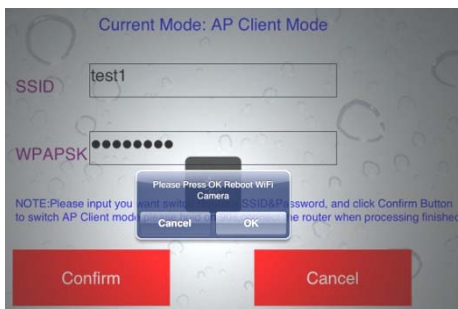 Current Mode: AP Client Mode
SSID
test1
WPAPSK
●●●●●●●●
Please Press OK Reboot WiFi
Camera
Cancel
OK
NOTE:Please input you want SSID&Password, and click Confirm Button
to switch AP Client mode the router when processing finished
Confirm
Cancel